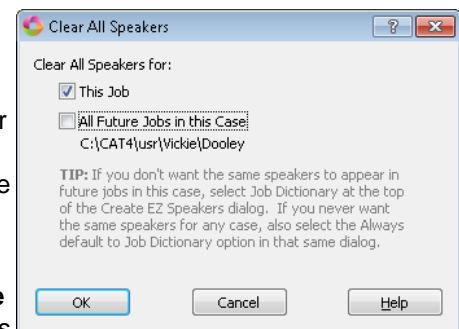 Clear All Speakers
Clear All Speakers for:
This Job
r
All Future Jobs in this Case
C:\CAT4\usr\Vickie\Dooley
TIP: If you don't want the same speakers to appear in
e
future jobs in this case, select Job Dictionary at the top
of the Create EZ Speakers dialog. If you never want
the same speakers for any case, also select the Always
default to Job Dictionary option in that same dialog.
e
OK Cancel Help
s